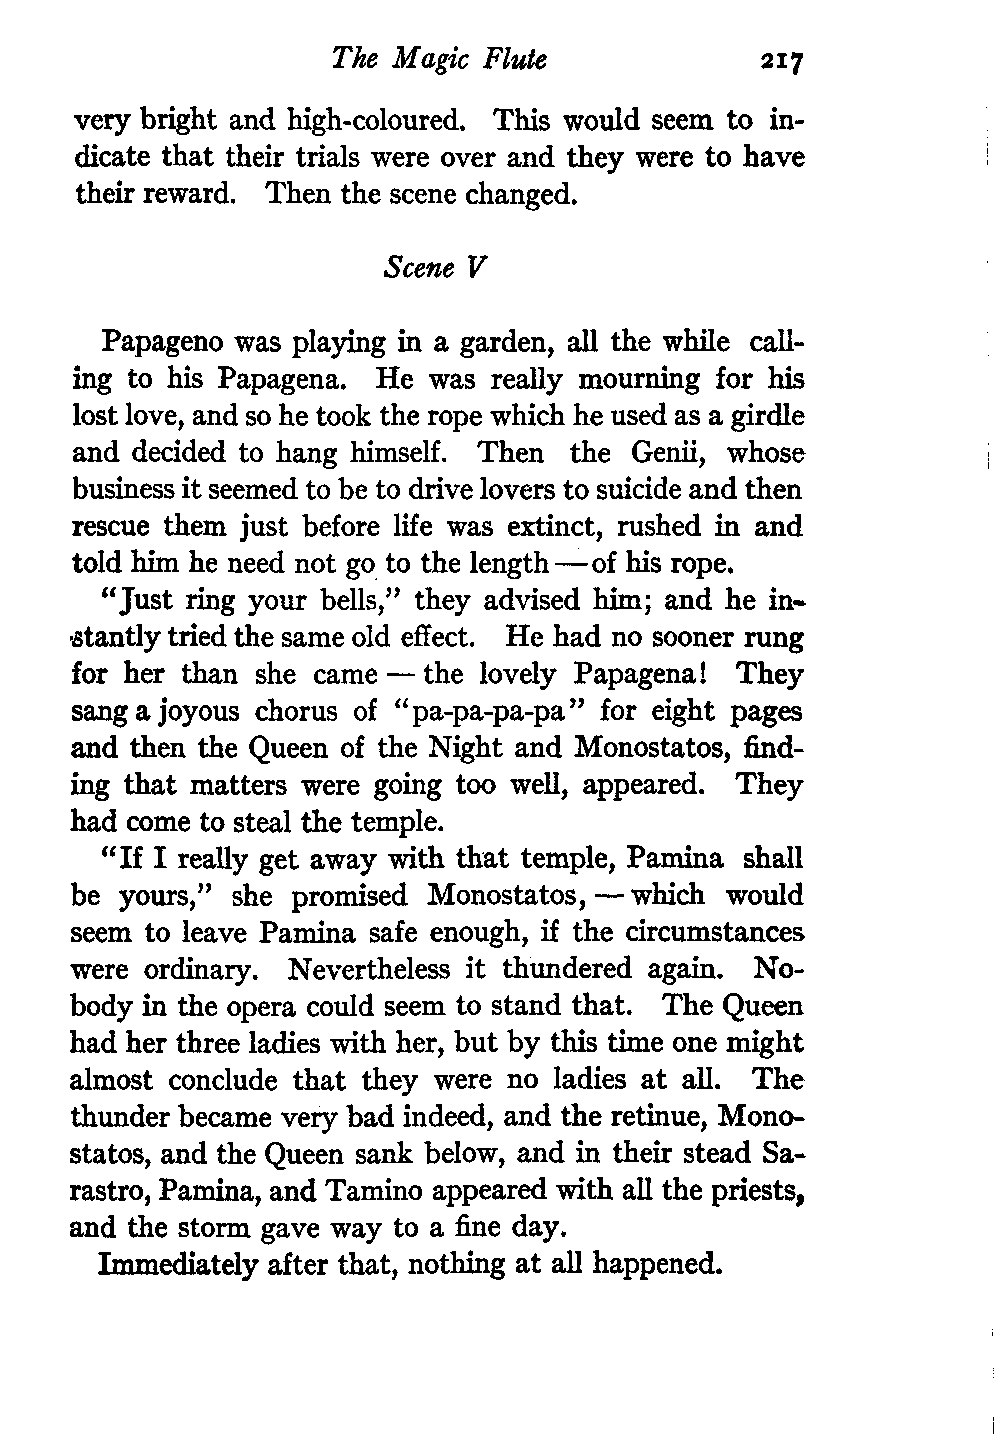 The Magic Flute 217
very bright and high-coloured. This would seem to in-
dicate that their trials were over and they were to have
their reward. Then the scene changed.
Scene V
Papageno was playing in a garden, all the while call-
ing to his Papagena. He was really mourning for his
lost love, and so he took the rope which he used as a girdle
and decided to hang himself. Then the Genii, whose
business it seemed to be to drive lovers to suicide and then
rescue them just before life was extinct, rushed in and
told him he need not go to the length — of his rope.
"Just ring your bells," they advised him; and he in-
stantly tried the same old effect. He had no sooner rung
for her than she came — the lovely Papagena! They
sang a joyous chorus of "pa-pa-pa-pa" for eight pages
and then the Queen of the Night and Monostatos, find-
ing that matters were going too well, appeared. They
had come to steal the temple.
"If I really get away with that temple, Pamina shall
be yours," she promised Monostatos, — which would
seem to leave Pamina safe enough, if the circumstances
were ordinary. Nevertheless it thundered again. No-
body in the opera could seem to stand that. The Queen
had her three ladies with her, but by this time one might
almost conclude that they were no ladies at all. The
thunder became very bad indeed, and the retinue, Mono-
statos, and the Queen sank below, and in their stead Sa-
rastro, Pamina, and Tamino appeared with all the priests,
and the storm gave way to a fine day.
Immediately after that, nothing at all happened.